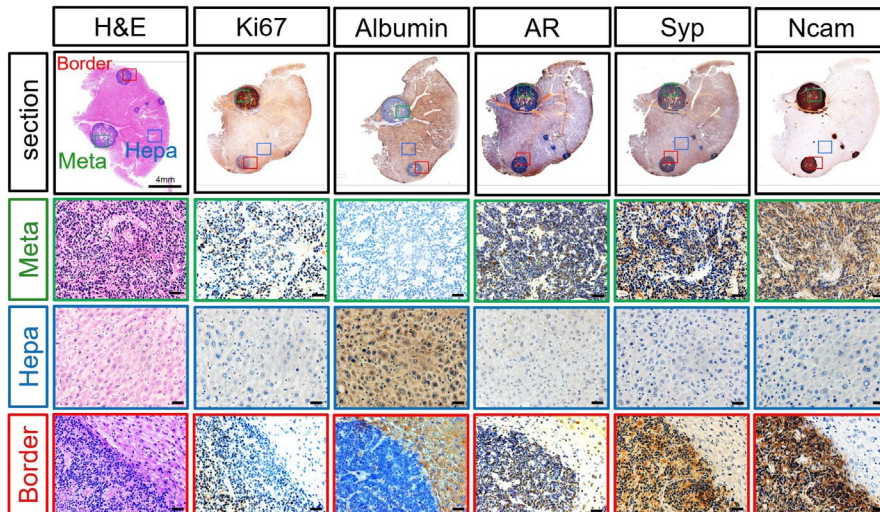 H&E Ki67 Albumin AR Syp Ncam
section
Border
Meta Hepa
4mm
Meta
Hepa
Border